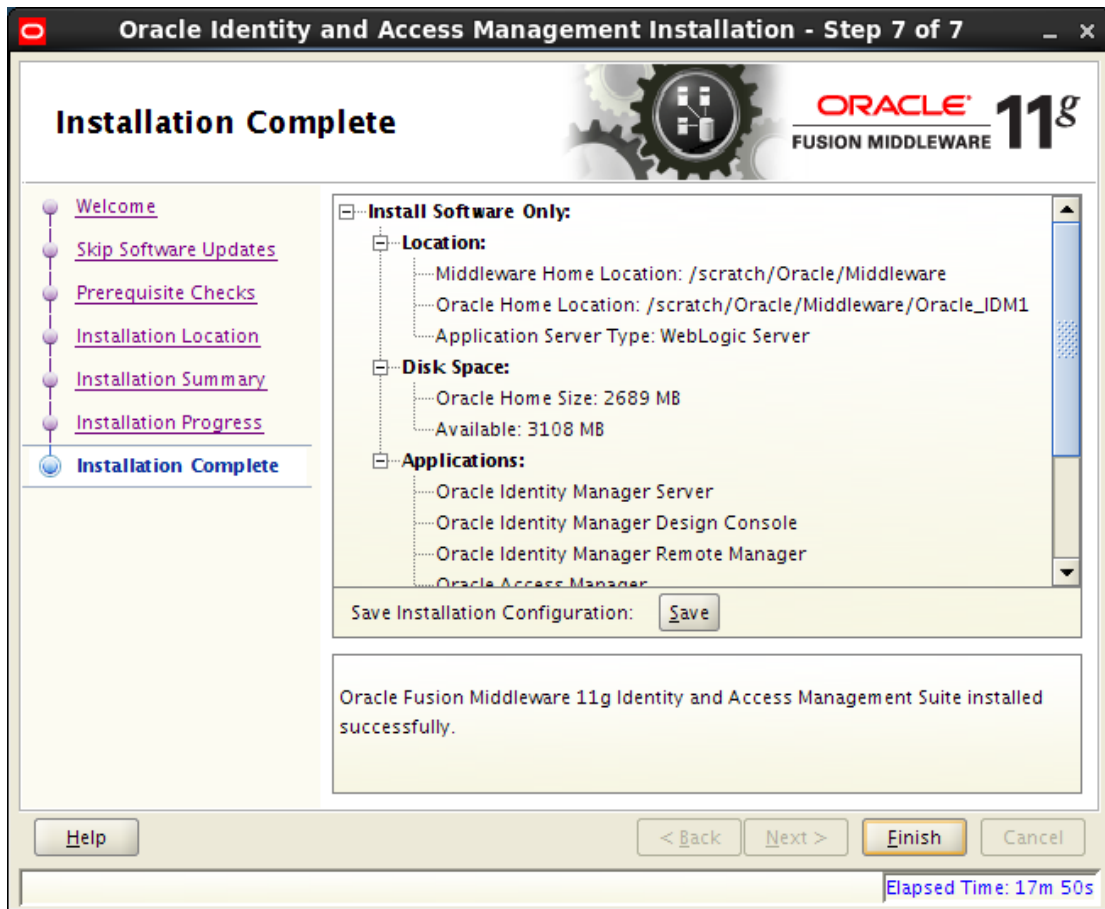 Oracle Identity and Access Management Installation - Step 7 of 7
Installation Complete
ORACLE
FUSION MIDDLEWARE
11g
Welcome
Skip Software Updates
Prerequisite Checks
Installation Location
Installation Summary
Installation Progress
Installation Complete
Install Software Only:
Location:
Middleware Home Location: /scratch/Oracle/Middleware
Oracle Home Location: /scratch/Oracle/Middleware/Oracle_IDM1
Application Server Type: WebLogic Server
Disk Space:
Oracle Home Size: 2689 MB
Available: 3108 MB
Applications:
Oracle Identity Manager Server
Oracle Identity Manager Design Console
Oracle Identity Manager Remote Manager
Oracle Access Manager
Save Installation Configuration: Save
Oracle Fusion Middleware 11g Identity and Access Management Suite installed
successfully.
Help
< Back
Next >
Finish
Cancel
Elapsed Time: 17m 50s